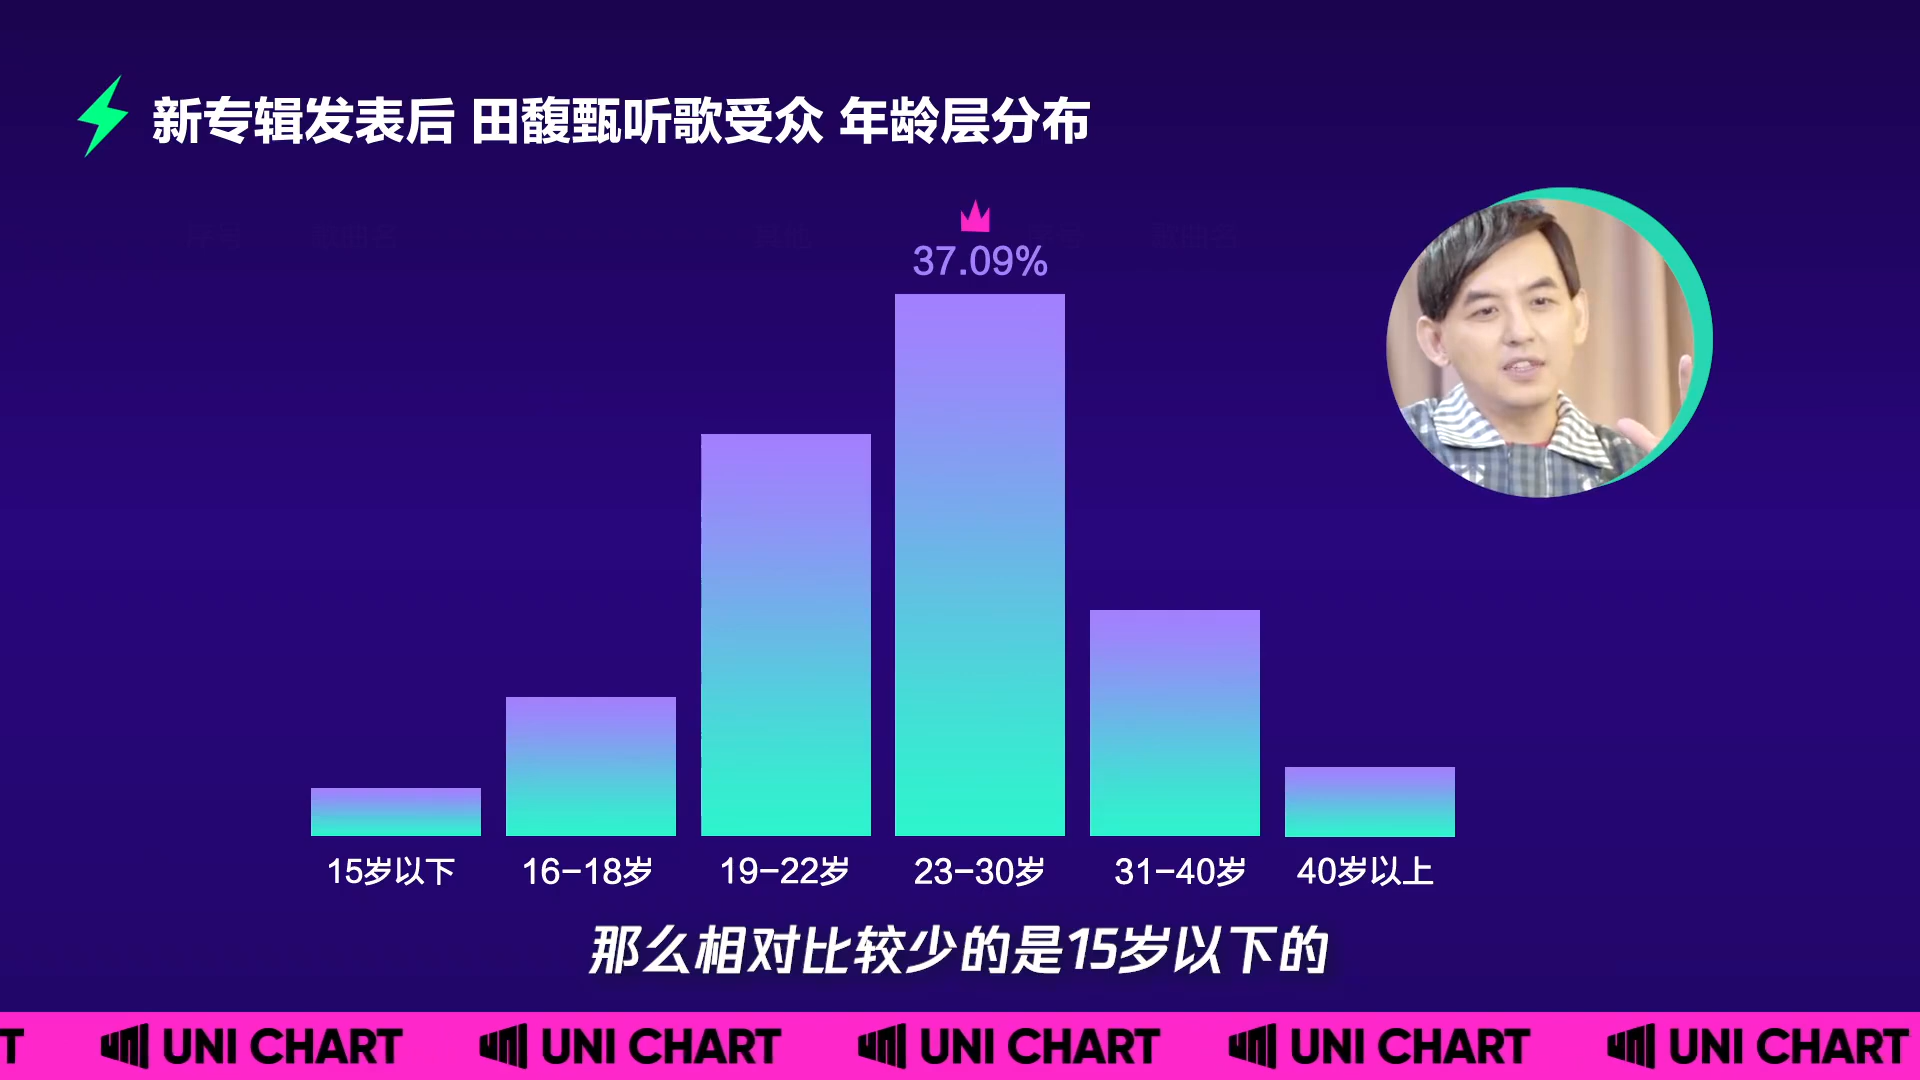 新专辑发表后 田馥甄听歌受众 年龄层分布
37.09%
15岁以下 16-18岁 19-22岁 23-30岁 31-40岁 40岁以上
那么相对比较少的是15岁以下的
T UNI CHART UNI CHART UNI CHART UNI CHART UNI CHART